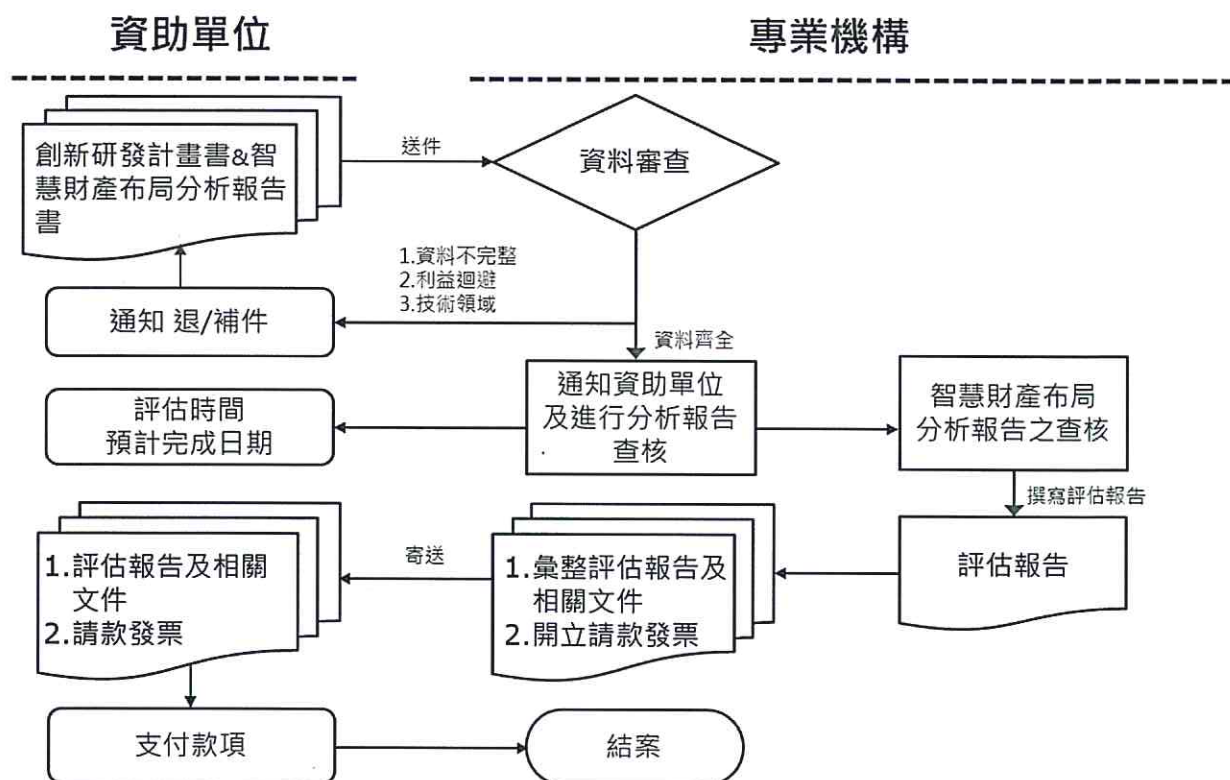 資助單位
專業機構
創新研發計畫書&智
慧財產布局分析報告
書
送件
資料審查
1.資料不完整
2.利益迴避
3.技術領域
通知 退/補件
資料齊全
評估時間
預計完成日期
通知資助單位
及進行分析報告
查核
智慧財產布局
分析報告之查核
撰寫評估報告
1.評估報告及相關
文件
2.請款發票
寄送
1.彙整評估報告及
相關文件
2.開立請款發票
評估報告
支付款項
結案